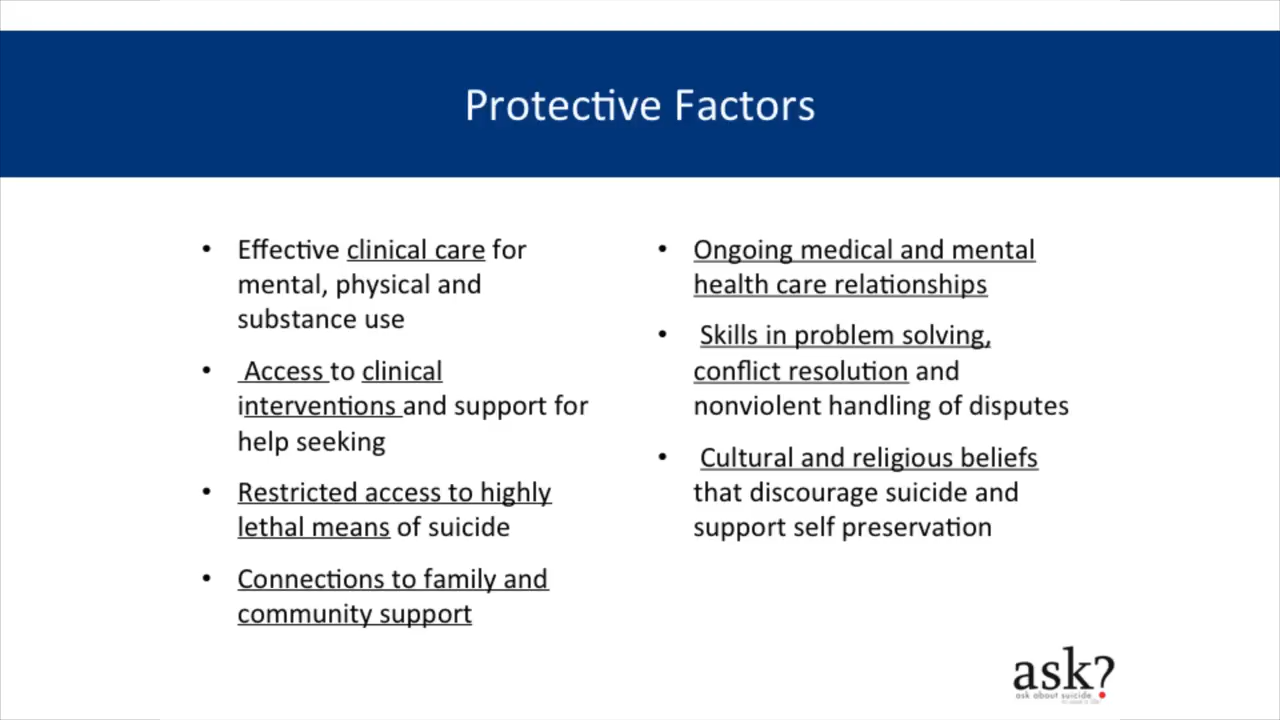 Protective Factors
• Effective clinical care for
mental, physical and
substance use
• Access to clinical
interventions and support for
help seeking
• Restricted access to highly
lethal means of suicide
• Connections to family and
community support
• Ongoing medical and mental
health care relationships
• Skills in problem solving,
conflict resolution and
nonviolent handling of disputes
• Cultural and religious beliefs
that discourage suicide and
support self preservation
ask?
ask about suicide